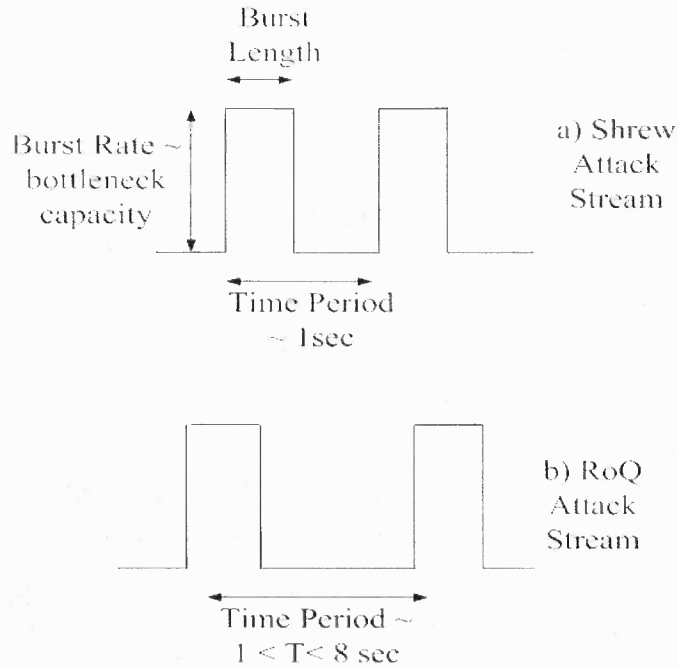 Burst
Length
Burst Rate ~
bottleneck
capacity
a) Shrew
Attack
Stream
Time Period
~ 1sec
b) RoQ
Attack
Stream
Time Period ~
1 < T< 8 sec